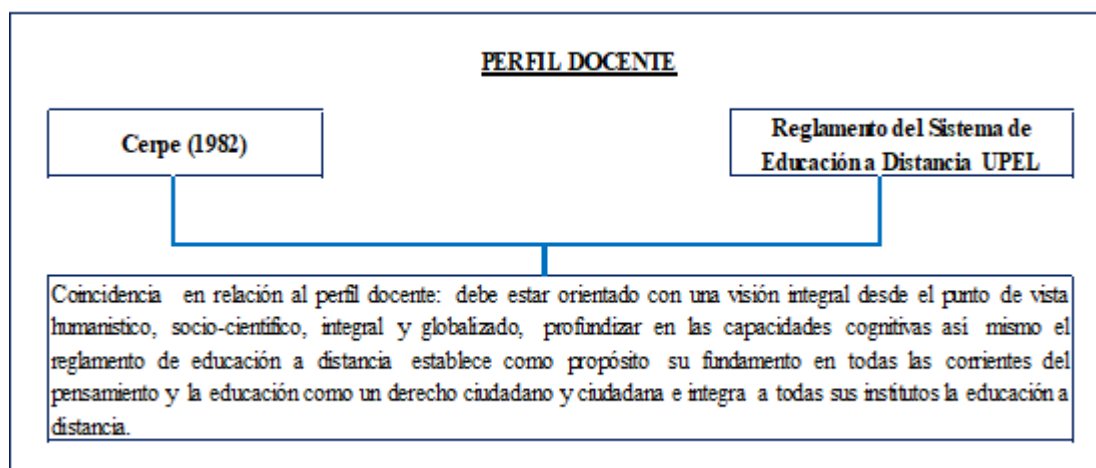 PERFIL DOCENTE
Cerpe (1982)
Reglamento del Sistema de
Educación a Distancia UPEL
Coincidencia en relación al perfil docente: debe estar orientado con una visión integral desde el punto de vista
humanístico, socio-científico, integral y globalizado, profundizar en las capacidades cognitivas así mismo el
reglamento de educación a distancia establece como propósito su fundamento en todas las corrientes del
pensamiento y la educación como un derecho ciudadano y ciudadana e integra a todas sus institutos la educación a
distancia.